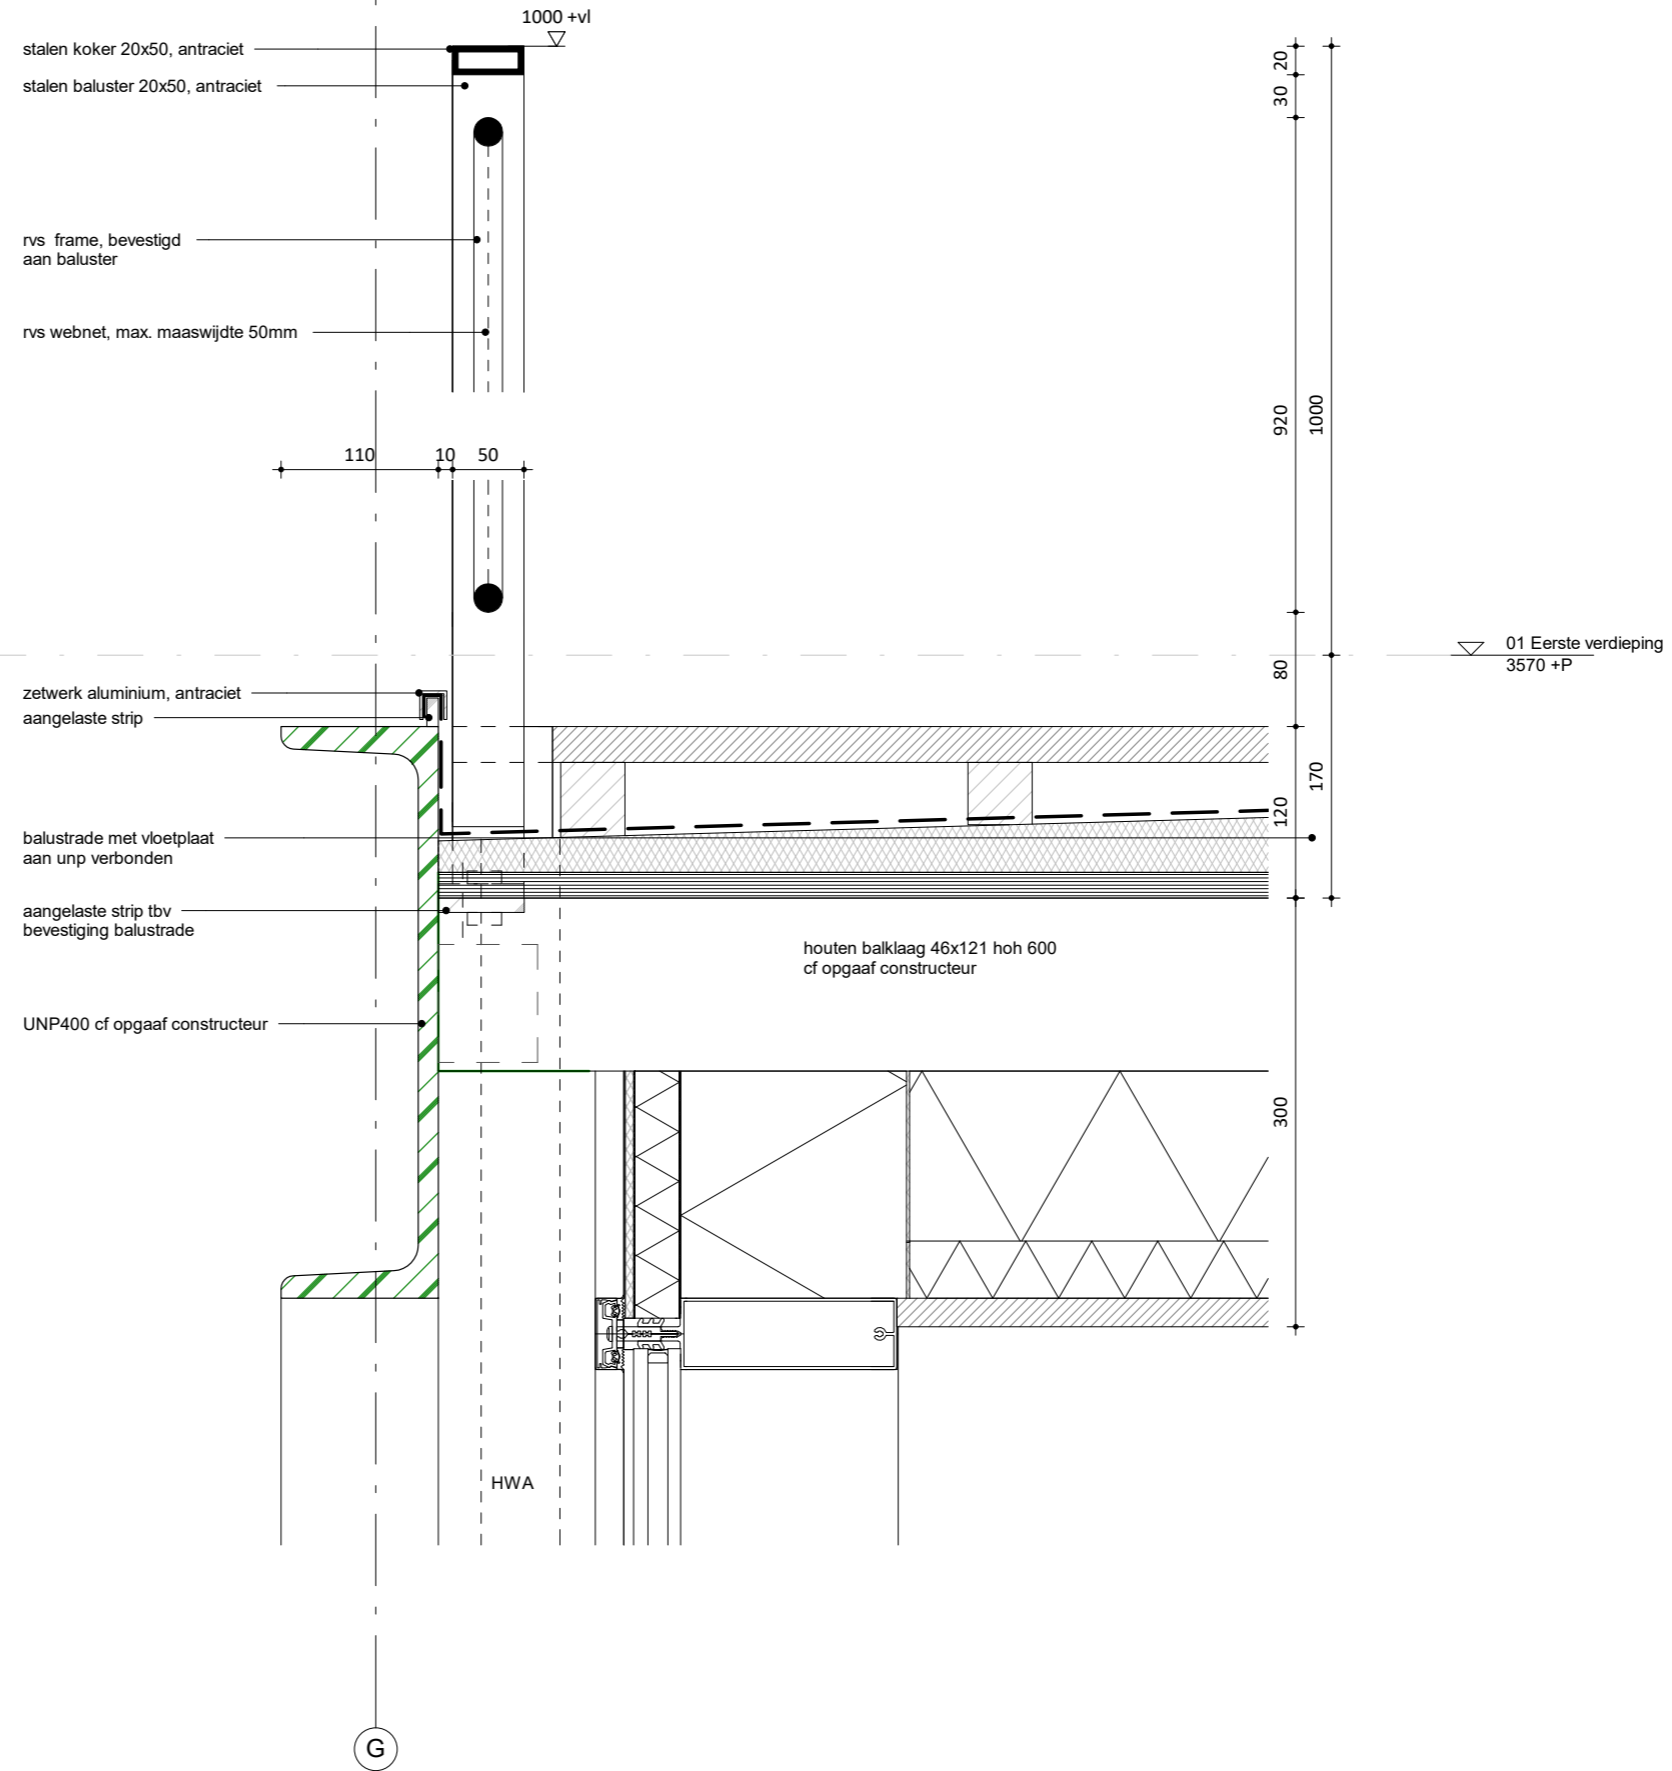 1000 +vl
stalen koker 20x50, antraciet
stalen baluster 20x50, antraciet
20
30
rvs frame, bevestigd
aan baluster
rvs webnet, max. maaswijdte 50mm
920
1000
110
10
50
01 Eerste verdieping
3570 +P
80
zetwerk aluminium, antraciet
aangelaste strip
170
120
balustrade met vloetplaat
aan unp verbonden
aangelaste strip tbv
bevestiging balustrade
houten balklaag 46x121 hoh 600
cf opgaaf constructeur
UNP400 cf opgaaf constructeur
300
HWA
G